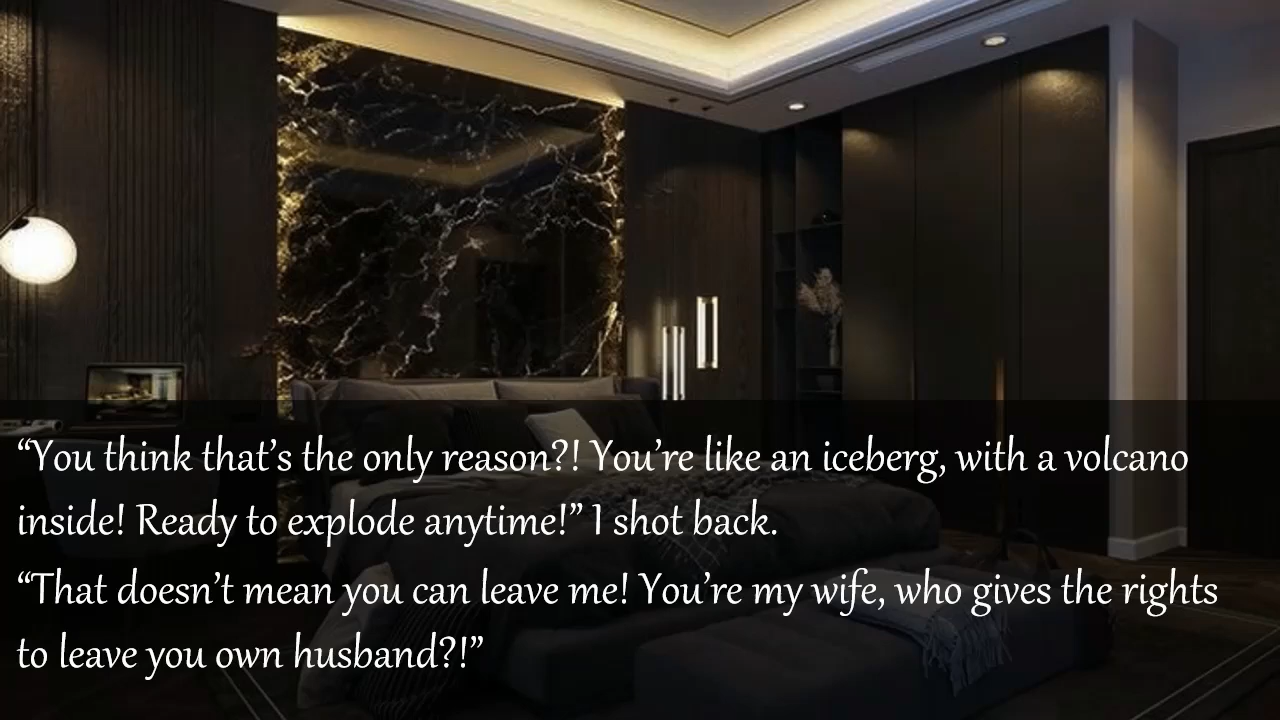 “You think that’s the only reason?! You’re like an iceberg, with a volcano
inside! Ready to explode anytime!” I shot back.
“That doesn’t mean you can leave me! You’re my wife, who gives the rights
to leave you own husband?!”